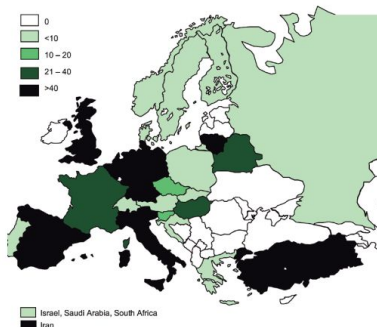 0
<10
10 – 20
21 – 40
>40
Israel, Saudi Arabia, South Africa
Iran